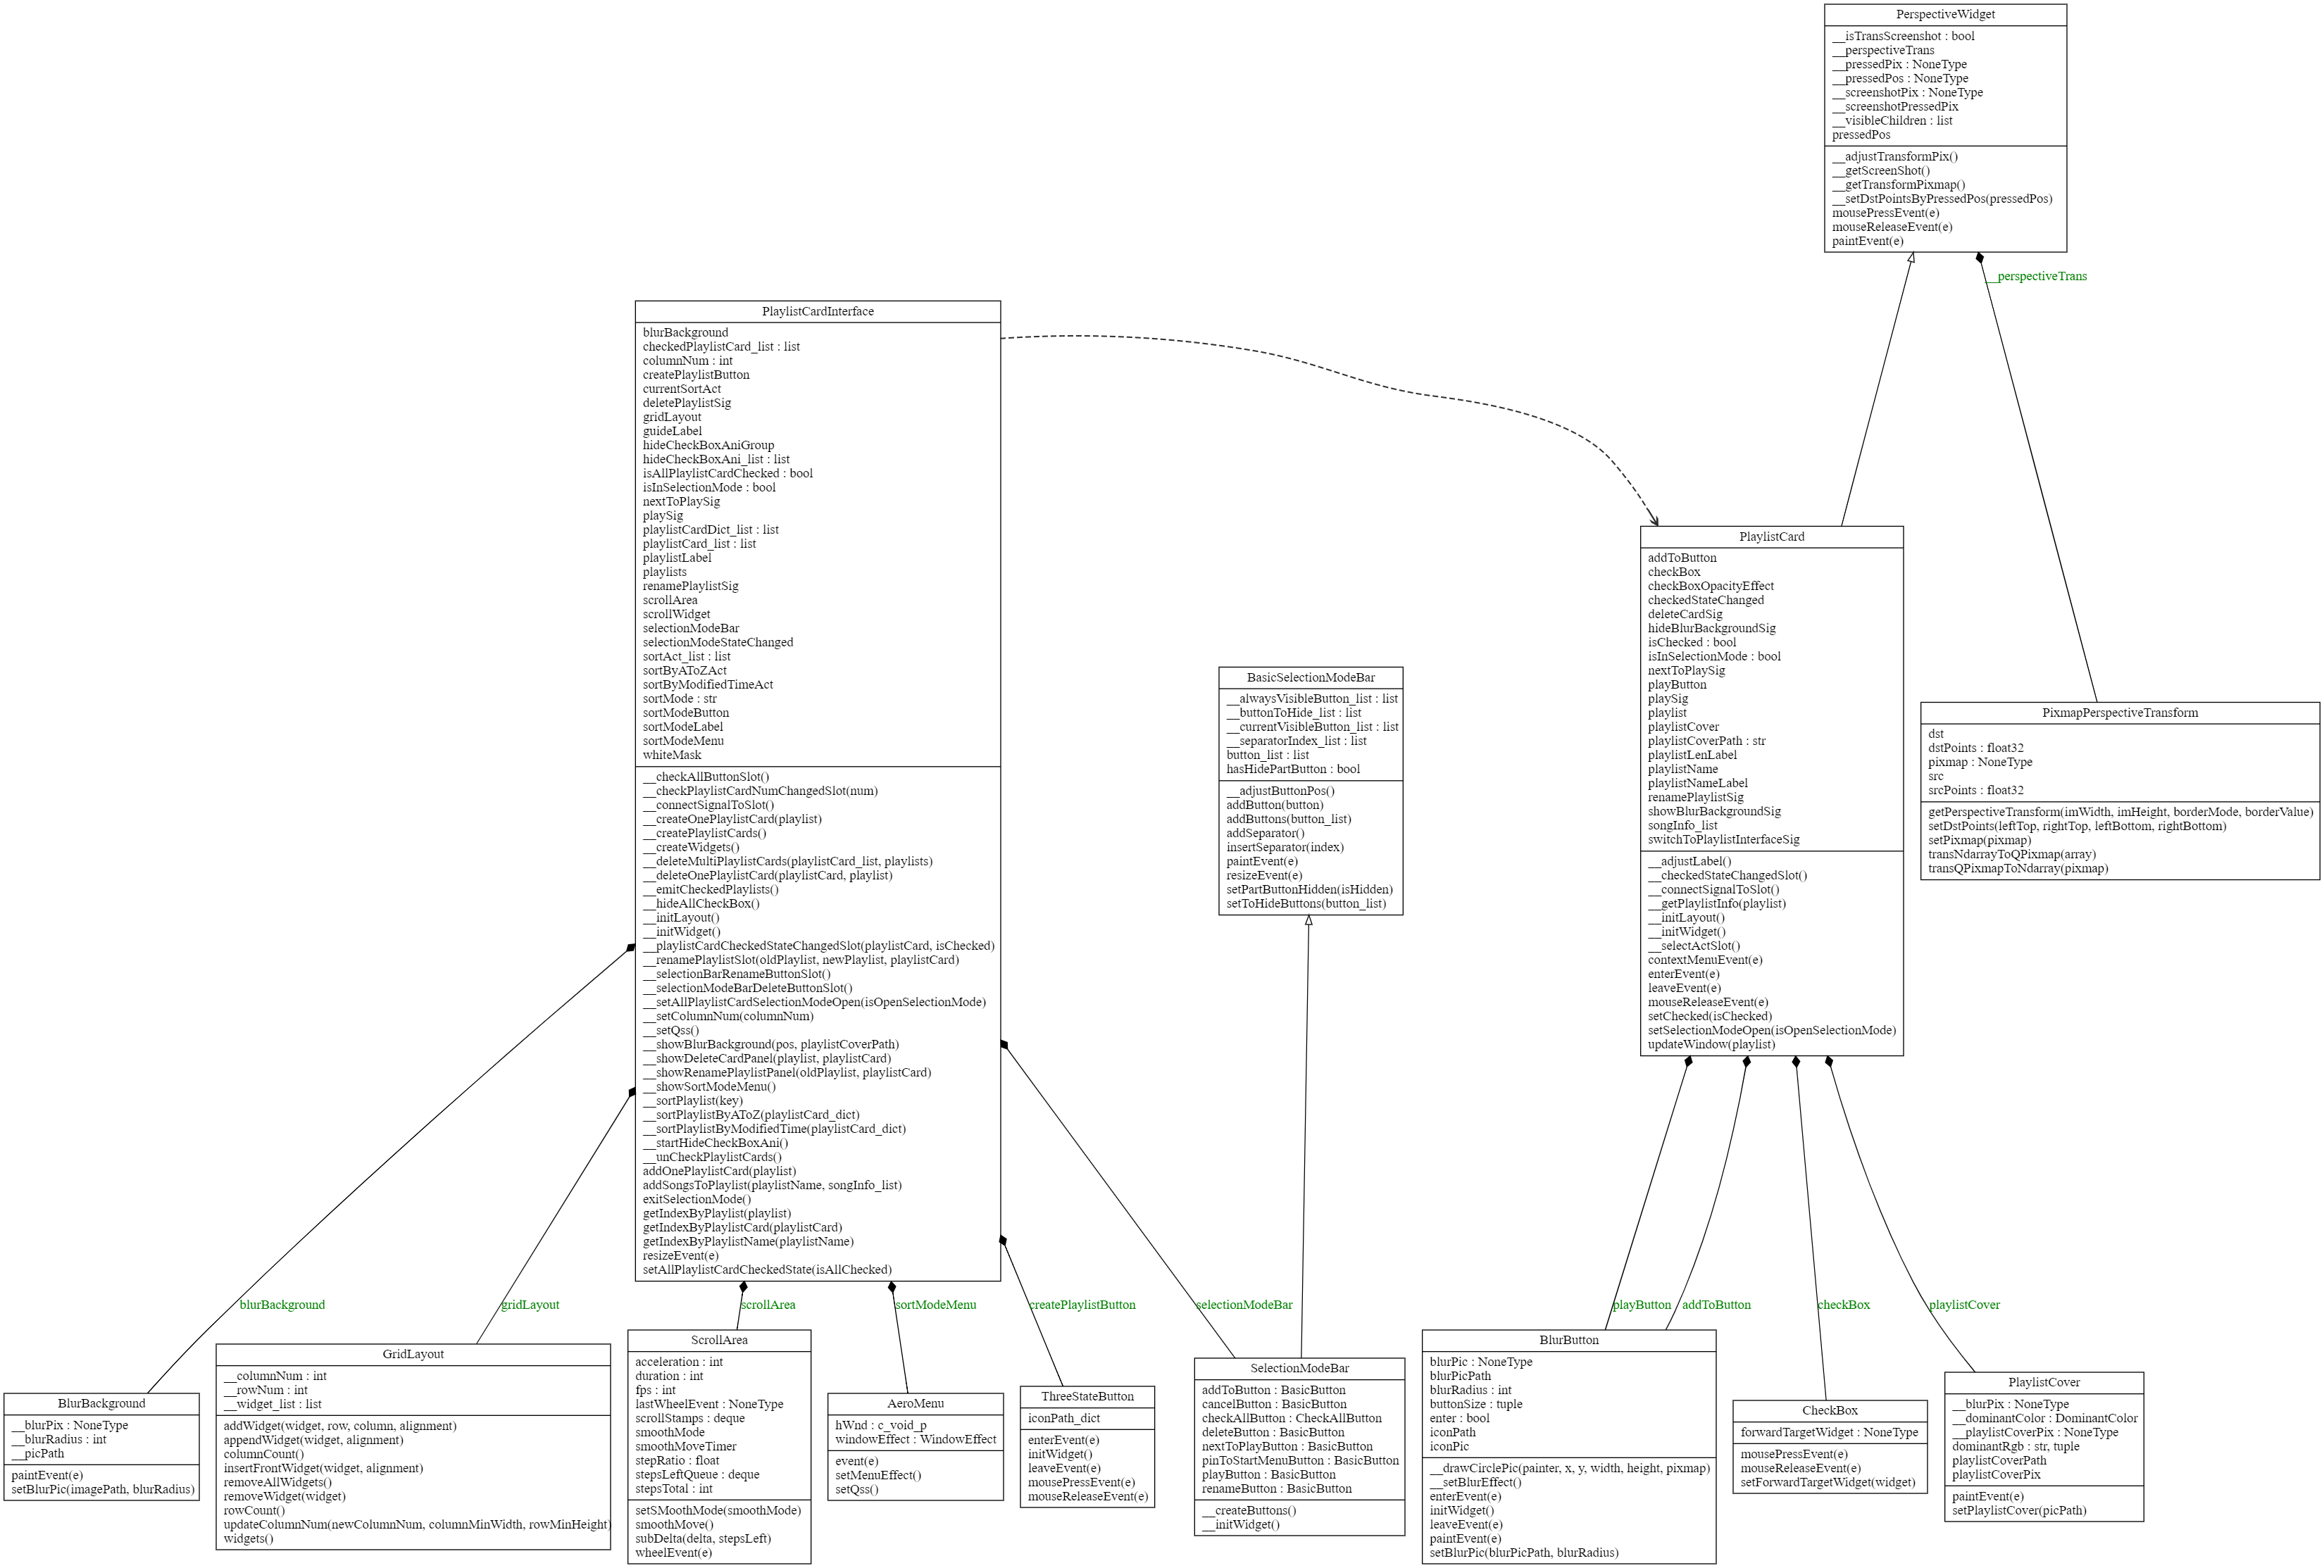 PerspectiveWidget
__isTransScreenshot : bool
__perspectiveTrans
__pressedPix : NoneType
__pressedPos : NoneType
__screenshotPix : NoneType
__screenshotPressedPix
__visibleChildren : list
pressedPos
__adjustTransformPix()
__getScreenShot()
__getTransformPixmap()
__setDstPointsByPressedPos(pressedPos)
mousePressEvent(e)
mouseReleaseEvent(e)
paintEvent(e)
__perspectiveTrans
PlaylistCardInterface
blurBackground
checkedPlaylistCard_list : list
columnNum : int
createPlaylistButton
currentSortAct
deletePlaylistSig
gridLayout
guideLabel
hideCheckBoxAniGroup
hideCheckBoxAni_list : list
isAllPlaylistCardChecked : bool
isInSelectionMode : bool
nextToPlaySig
playSig
playlistCardDict_list : list
playlistCard_list : list
playlistLabel
playlists
renamePlaylistSig
scrollArea
scrollWidget
selectionModeBar
selectionModeStateChanged
sortAct_list : list
sortByAToZAct
sortByModifiedTimeAct
sortMode : str
sortModeButton
sortModeLabel
sortModeMenu
whiteMask
__checkAllButtonSlot()
__checkPlaylistCardNumChangedSlot(num)
__connectSignalToSlot()
__createOnePlaylistCard(playlist)
__createPlaylistCards()
__createWidgets()
__deleteMultiPlaylistCards(playlistCard_list, playlists)
__deleteOnePlaylistCard(playlistCard, playlist)
__emitCheckedPlaylists()
__hideAllCheckBox()
__initLayout()
__initWidget()
__playlistCardCheckedStateChangedSlot(playlistCard, isChecked)
__renamePlaylistSlot(oldPlaylist, newPlaylist, playlistCard)
__selectionBarRenameButtonSlot()
__selectionModeBarDeleteButtonSlot()
__setAllPlaylistCardSelectionModeOpen(isOpenSelectionMode)
__setColumnNum(columnNum)
__setQss()
__showBlurBackground(pos, playlistCoverPath)
__showDeleteCardPanel(playlist, playlistCard)
__showRenamePlaylistPanel(oldPlaylist, playlistCard)
__showSortModeMenu()
__sortPlaylist(key)
__sortPlaylistByAToZ(playlistCard_dict)
__sortPlaylistByModifiedTime(playlistCard_dict)
__startHideCheckBoxAni()
__unCheckPlaylistCards()
addOnePlaylistCard(playlist)
addSongsToPlaylist(playlistName, songInfo_list)
exitSelectionMode()
getIndexByPlaylist(playlist)
getIndexByPlaylistCard(playlistCard)
getIndexByPlaylistName(playlistName)
resizeEvent(e)
setAllPlaylistCardCheckedState(isAllChecked)
BasicSelectionModeBar
__alwaysVisibleButton_list : list
__buttonToHide_list : list
__currentVisibleButton_list : list
__separatorIndex_list : list
button_list : list
hasHidePartButton : bool
__adjustButtonPos()
addButton(button)
addButtons(button_list)
addSeparator()
insertSeparator(index)
paintEvent(e)
resizeEvent(e)
setPartButtonHidden(isHidden)
setToHideButtons(button_list)
PlaylistCard
addToButton
checkBox
checkBoxOpacityEffect
checkedStateChanged
deleteCardSig
hideBlurBackgroundSig
isChecked : bool
isInSelectionMode : bool
nextToPlaySig
playButton
playSig
playlist
playlistCover
playlistCoverPath : str
playlistLenLabel
playlistName
playlistNameLabel
renamePlaylistSig
showBlurBackgroundSig
songInfo_list
switchToPlaylistInterfaceSig
__adjustLabel()
__checkedStateChangedSlot()
__connectSignalToSlot()
__getPlaylistInfo(playlist)
__initLayout()
__initWidget()
__selectActSlot()
contextMenuEvent(e)
enterEvent(e)
leaveEvent(e)
mouseReleaseEvent(e)
setChecked(isChecked)
setSelectionModeOpen(isOpenSelectionMode)
updateWindow(playlist)
PixmapPerspectiveTransform
dst
dstPoints : float32
pixmap : NoneType
src
srcPoints : float32
getPerspectiveTransform(imWidth, imHeight, borderMode, borderValue)
setDstPoints(leftTop, rightTop, leftBottom, rightBottom)
setPixmap(pixmap)
transNdarrayToQPixmap(array)
transQPixmapToNdarray(pixmap)
blurBackground
gridLayout
scrollArea
sortModeMenu
createPlaylistButton
selectionModeBar
playButton
addToButton
checkBox
playlistCover
BlurBackground
__blurPix : NoneType
__blurRadius : int
__picPath
paintEvent(e)
setBlurPic(imagePath, blurRadius)
GridLayout
__columnNum : int
__rowNum : int
__widget_list : list
addWidget(widget, row, column, alignment)
appendWidget(widget, alignment)
columnCount()
insertFrontWidget(widget, alignment)
removeAllWidgets()
removeWidget(widget)
rowCount()
updateColumnNum(newColumnNum, columnMinWidth, rowMinHeight)
widgets()
ScrollArea
acceleration : int
duration : int
fps : int
lastWheelEvent : NoneType
scrollStamps : deque
smoothMode
smoothMoveTimer
stepRatio : float
stepsLeftQueue : deque
stepsTotal : int
setSMoothMode(smoothMode)
smoothMove()
subDelta(delta, stepsLeft)
wheelEvent(e)
AeroMenu
hWnd : c_void_p
windowEffect : WindowEffect
event(e)
setMenuEffect()
setQss()
ThreeStateButton
iconPath_dict
enterEvent(e)
initWidget()
leaveEvent(e)
mousePressEvent(e)
mouseReleaseEvent(e)
SelectionModeBar
addToButton : BasicButton
cancelButton : BasicButton
checkAllButton : CheckAllButton
deleteButton : BasicButton
nextToPlayButton : BasicButton
pinToStartMenuButton : BasicButton
playButton : BasicButton
renameButton : BasicButton
__createButtons()
__initWidget()
BlurButton
blurPic : NoneType
blurPicPath
blurRadius : int
buttonSize : tuple
enter : bool
iconPath
iconPic
__drawCirclePic(painter, x, y, width, height, pixmap)
__setBlurEffect()
enterEvent(e)
initWidget()
leaveEvent(e)
paintEvent(e)
setBlurPic(blurPicPath, blurRadius)
CheckBox
forwardTargetWidget : NoneType
mousePressEvent(e)
mouseReleaseEvent(e)
setForwardTargetWidget(widget)
PlaylistCover
__blurPix : NoneType
__dominantColor : DominantColor
__playlistCoverPix : NoneType
dominantRgb : str, tuple
playlistCoverPath
playlistCoverPix
paintEvent(e)
setPlaylistCover(picPath)